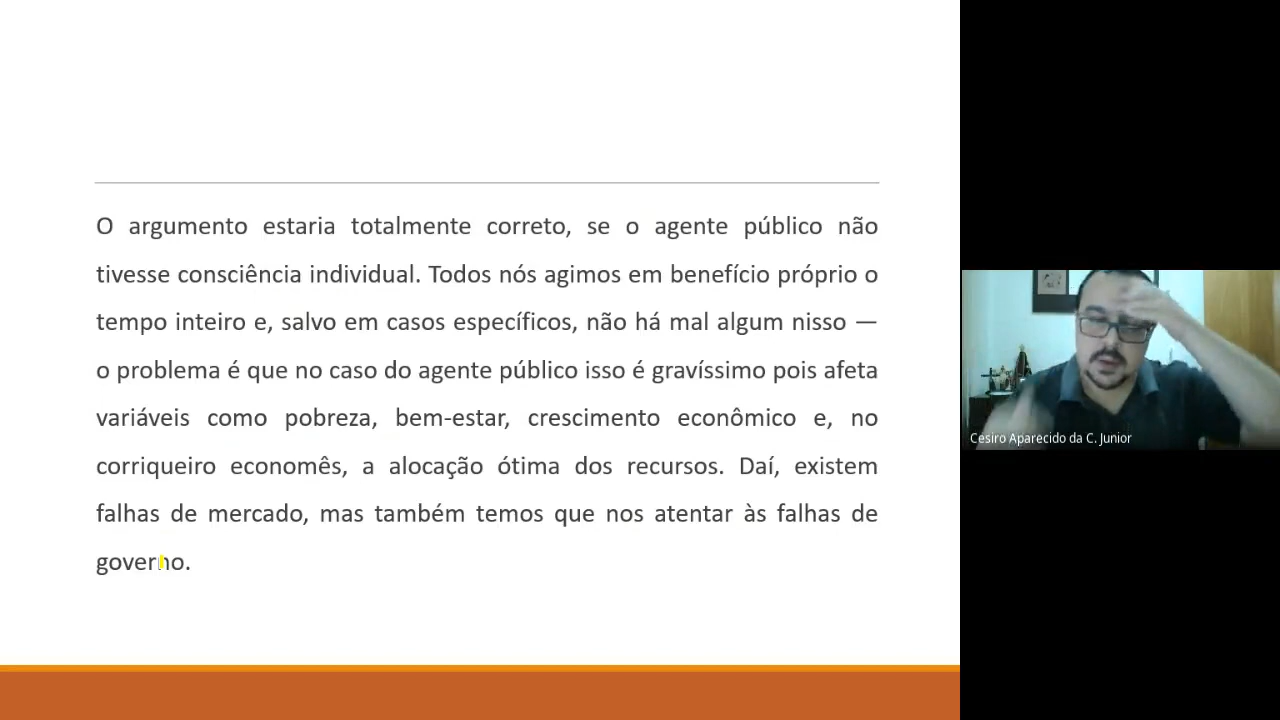 O argumento estaria totalmente correto, se o agente público não
tivesse consciência individual. Todos nós agimos em benefício próprio o
tempo inteiro e, salvo em casos específicos, não há mal algum nisso —
o problema é que no caso do agente público isso é gravíssimo pois afeta
variáveis como pobreza, bem-estar, crescimento econômico e, no
corriqueiro economês, a alocação ótima dos recursos. Daí, existem
falhas de mercado, mas também temos que nos atentar às falhas de
governo.
Cesiro Aparecido da C. Junior